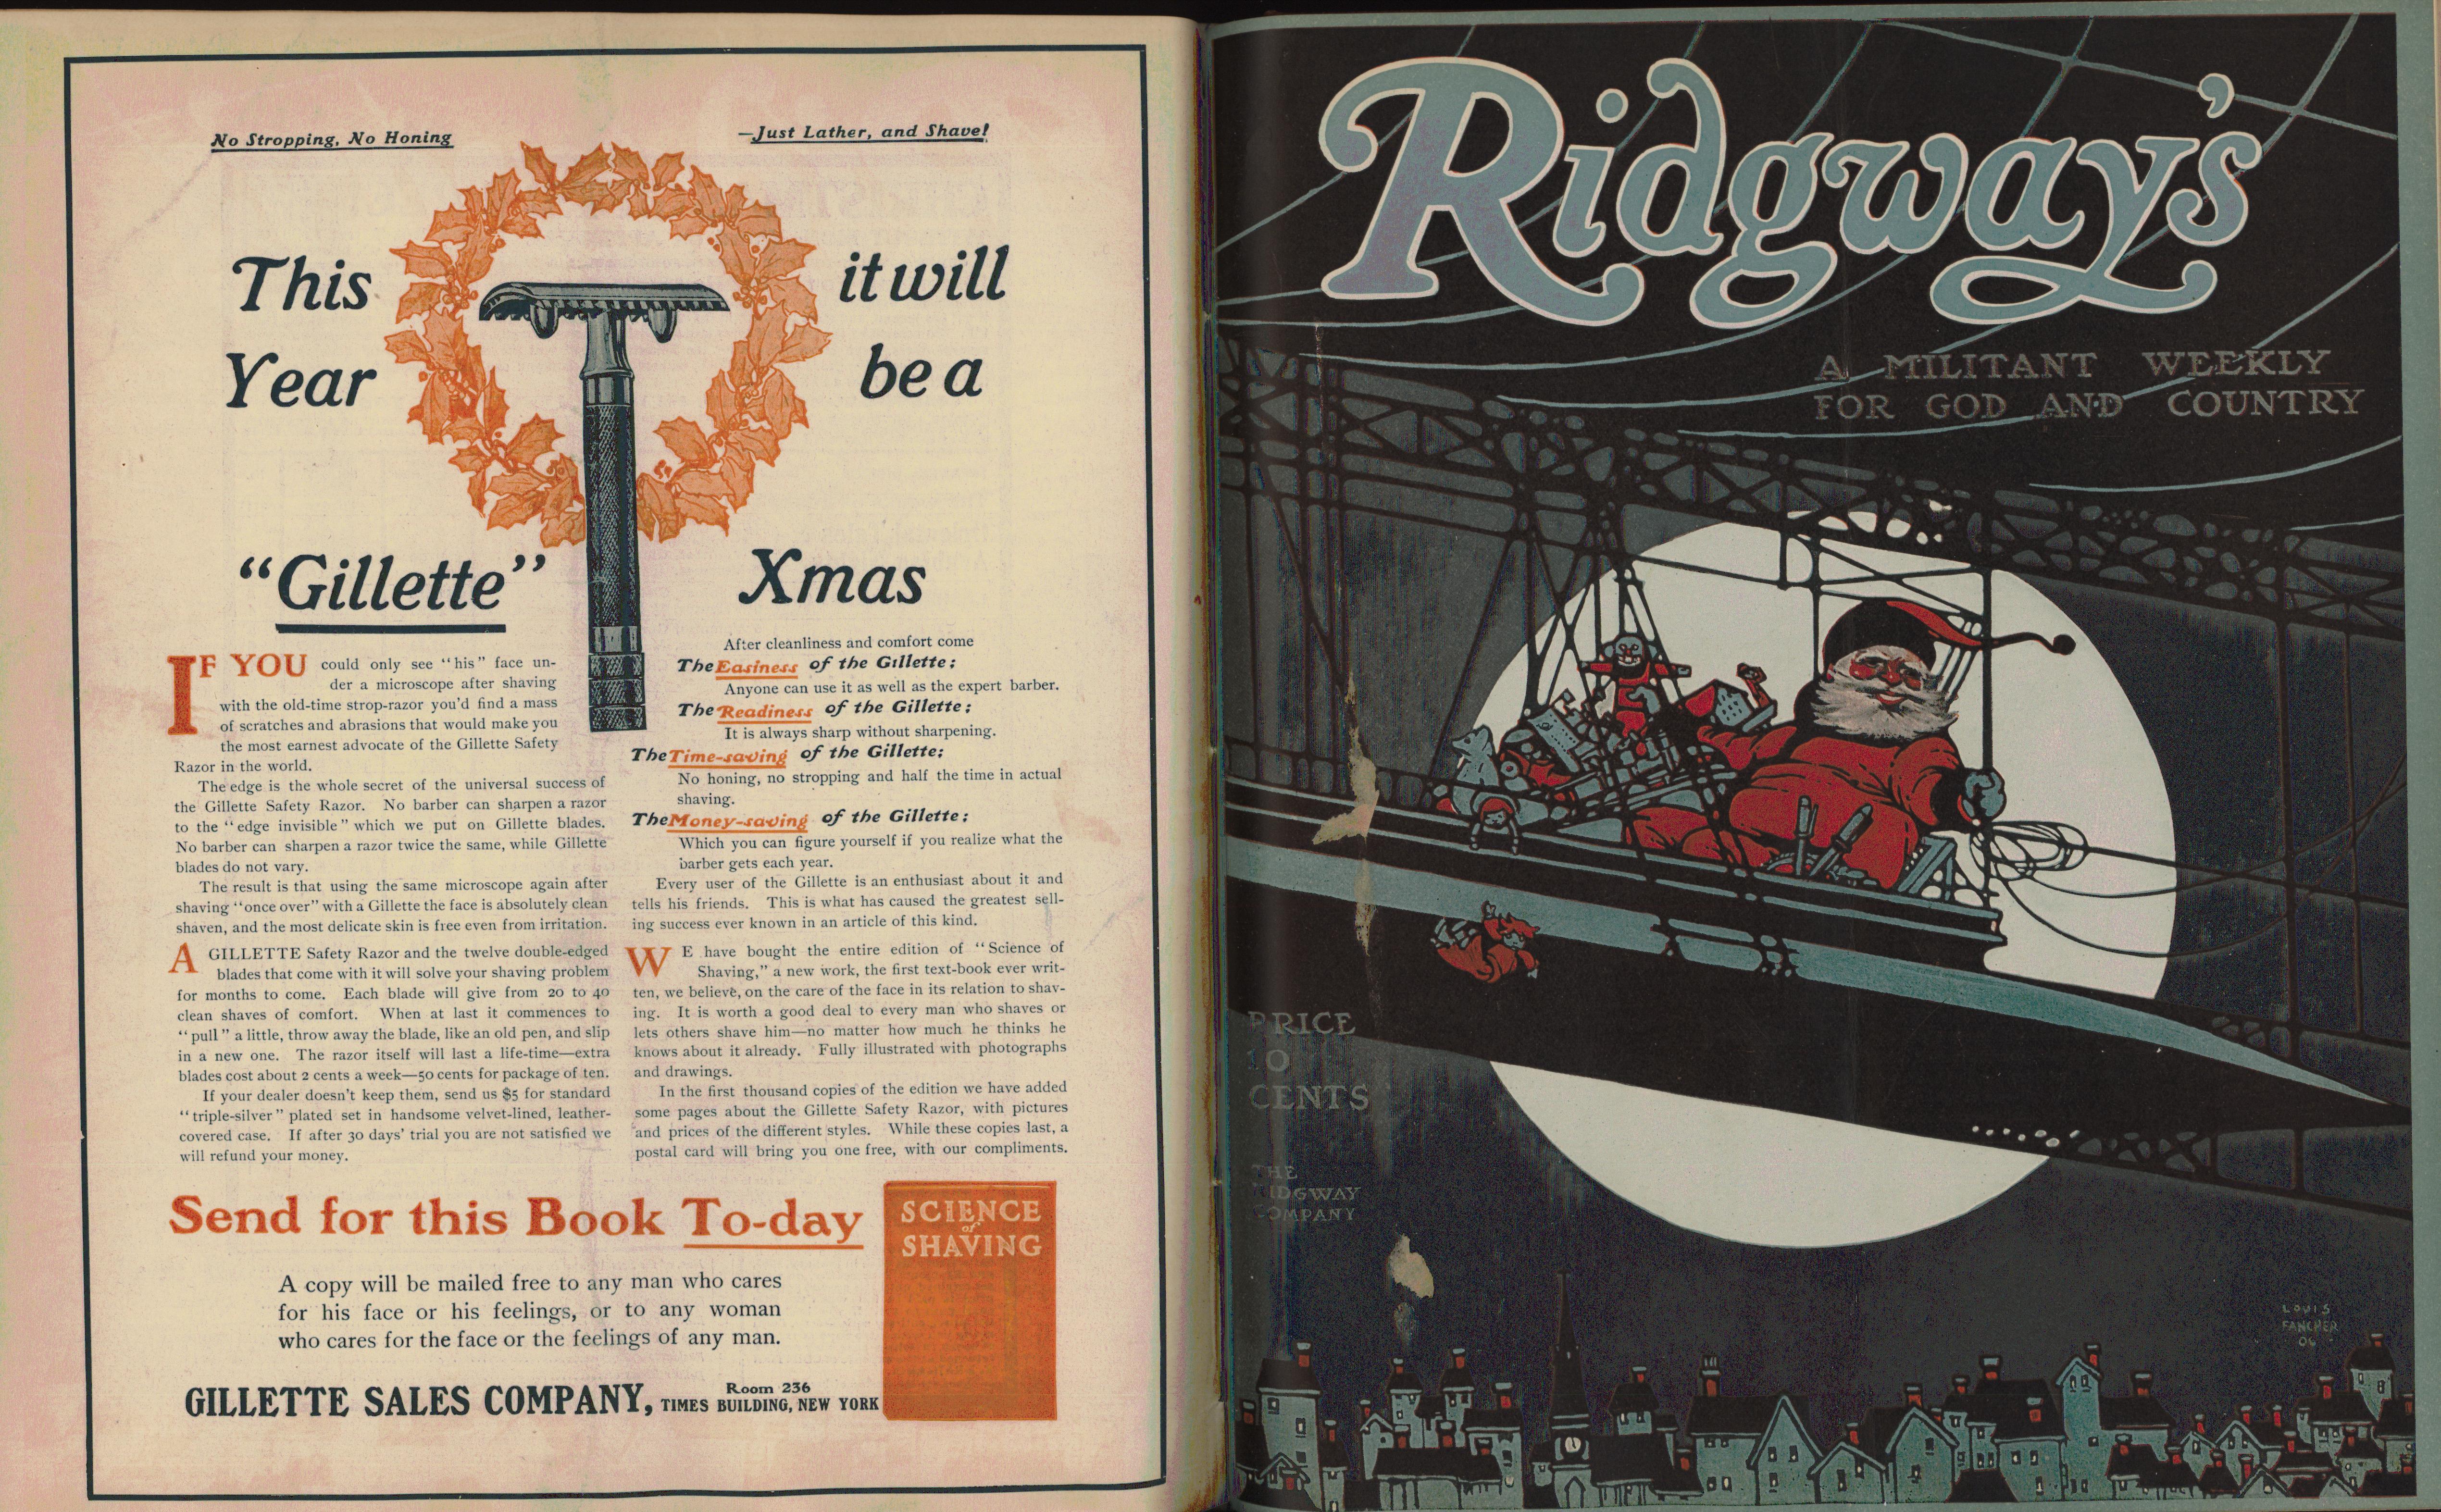 No Stropping, No Honing
—Just Lather, and Shave!
This
Year
it will
be a
"Gillette"
Xmas
IF YOU could only see "his" face un-
der a microscope after shaving
with the old-time strop-razor you'd find a mass
of scratches and abrasions that would make you
the most earnest advocate of the Gillette Safety
Razor in the world.
The edge is the whole secret of the universal success of
the Gillette Safety Razor. No barber can sharpen a razor
to the "edge invisible" which we put on Gillette blades.
No barber can sharpen a razor twice the same, while Gillette
blades do not vary.
The result is that using the same microscope again after
shaving "once over" with a Gillette the face is absolutely clean
shaven, and the most delicate skin is free even from irritation.
A GILLETTE Safety Razor and the twelve double-edged
blades that come with it will solve your shaving problem
for months to come. Each blade will give from 20 to 40
clean shaves of comfort. When at last it commences to
"pull" a little, throw away the blade, like an old pen, and slip
in a new one. The razor itself will last a life-time—extra
blades cost about 2 cents a week—50 cents for package of ten.
If your dealer doesn't keep them, send us $5 for standard
"triple-silver" plated set in handsome velvet-lined, leather-
covered case. If after 30 days' trial you are not satisfied we
will refund your money.
After cleanliness and comfort come
The Easiness of the Gillette;
Anyone can use it as well as the expert barber.
The Readiness of the Gillette;
It is always sharp without sharpening.
The Time-saving of the Gillette;
No honing, no stropping and half the time in actual
shaving.
The Money-saving of the Gillette;
Which you can figure yourself if you realize what the
barber gets each year.
Every user of the Gillette is an enthusiast about it and
tells his friends. This is what has caused the greatest sell-
ing success ever known in an article of this kind.
WE have bought the entire edition of "Science of
Shaving," a new work, the first text-book ever writ-
ten, we believe, on the care of the face in its relation to shav-
ing. It is worth a good deal to every man who shaves or
lets others shave him—no matter how much he thinks he
knows about it already. Fully illustrated with photographs
and drawings.
In the first thousand copies of the edition we have added
some pages about the Gillette Safety Razor, with pictures
and prices of the different styles. While these copies last, a
postal card will bring you one free, with our compliments.
Send for this Book To-day
SCIENCE
of
SHAVING
A copy will be mailed free to any man who cares
for his face or his feelings, or to any woman
who cares for the face or the feelings of any man.
GILLETTE SALES COMPANY, Room 236
TIMES BUILDING, NEW YORK
Ridgway's
A MILITANT WEEKLY
FOR GOD AND COUNTRY
PRICE
10
CENTS
THE
RIDGWAY
COMPANY
LOUIS
FANCHER
06